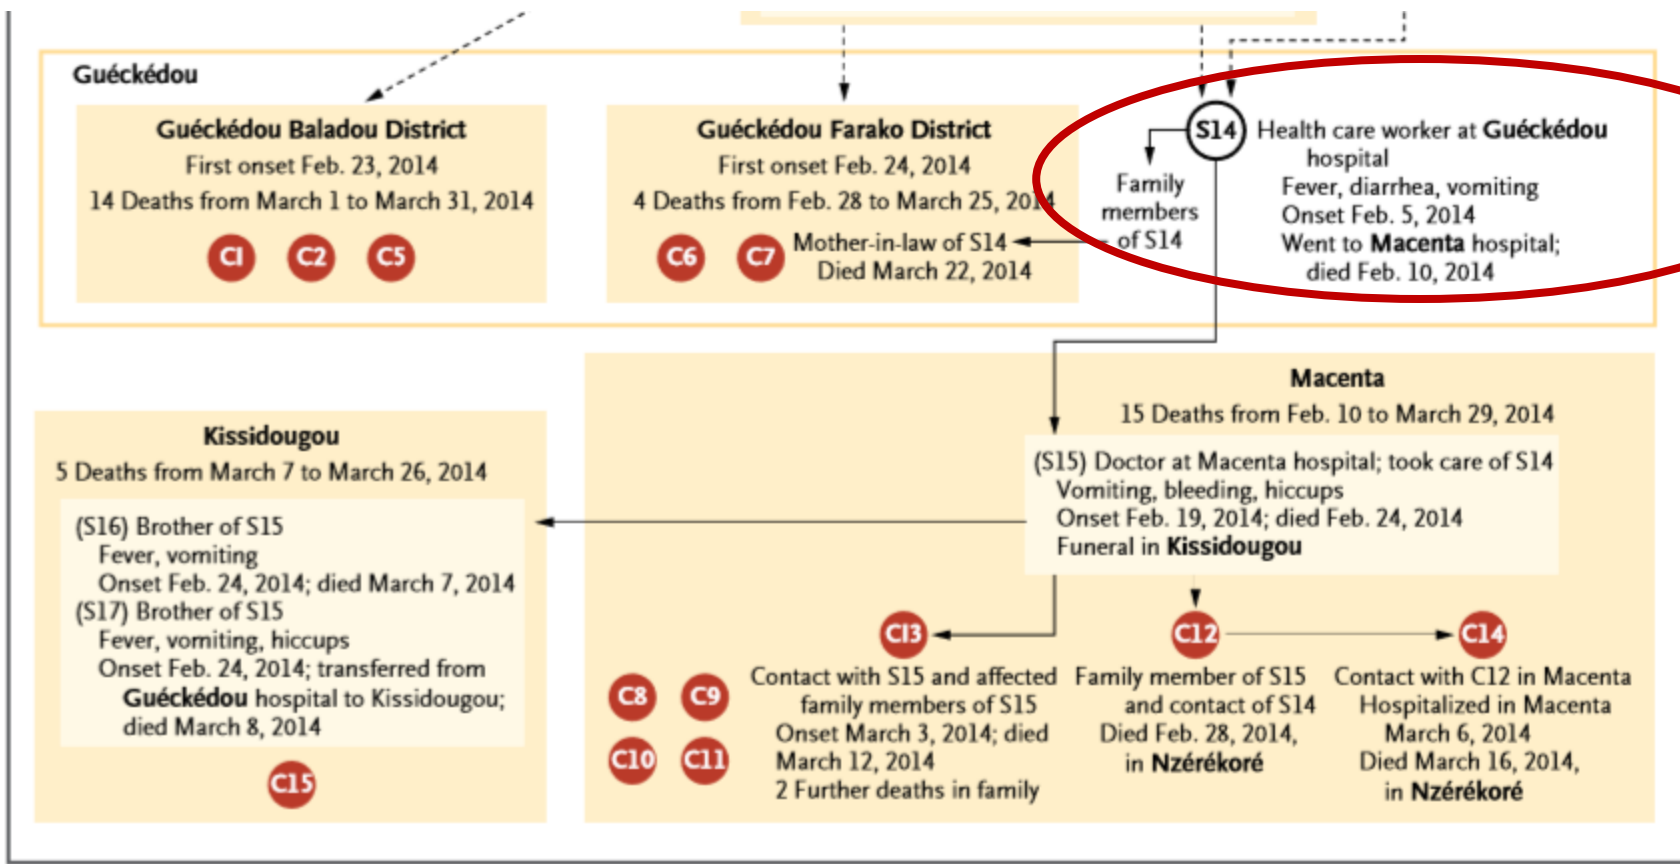 Guéckédou
Guéckédou Baladou District
First onset Feb. 23, 2014
14 Deaths from March 1 to March 31, 2014
C1
C2
C5
Guéckédou Farako District
First onset Feb. 24, 2014
4 Deaths from Feb. 28 to March 25, 2014
C6
C7
Mother-in-law of S14
Died March 22, 2014
Family
members
of S14
S14
Health care worker at Guéckédou
hospital
Fever, diarrhea, vomiting
Onset Feb. 5, 2014
Went to Macenta hospital;
died Feb. 10, 2014
Kissidougou
5 Deaths from March 7 to March 26, 2014
(S16) Brother of S15
Fever, vomiting
Onset Feb. 24, 2014; died March 7, 2014
(S17) Brother of S15
Fever, vomiting, hiccups
Onset Feb. 24, 2014; transferred from
Guéckédou hospital to Kissidougou;
died March 8, 2014
C15
Macenta
15 Deaths from Feb. 10 to March 29, 2014
(S15) Doctor at Macenta hospital; took care of S14
Vomiting, bleeding, hiccups
Onset Feb. 19, 2014; died Feb. 24, 2014
Funeral in Kissidougou
C8
C9
C10
C11
C13
Contact with S15 and affected
family members of S15
Onset March 3, 2014; died
March 12, 2014
2 Further deaths in family
C12
Family member of S15
and contact of S14
Died Feb. 28, 2014,
in Nzérékoré
C14
Contact with C12 in Macenta
Hospitalized in Macenta
March 6, 2014
Died March 16, 2014,
in Nzérékoré